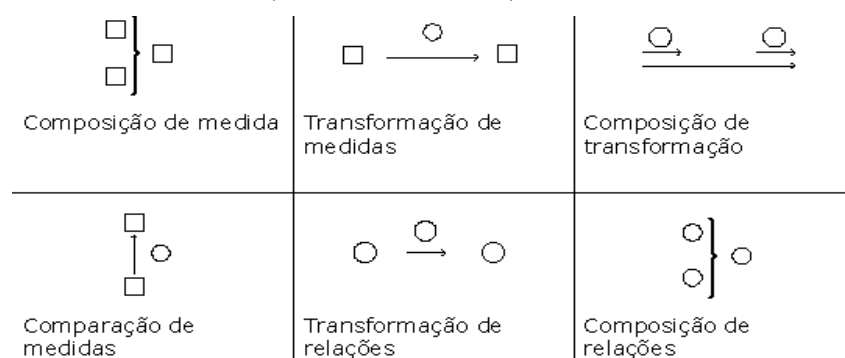 Composição de medida
Transformação de
medidas
Composição de
transformação
Comparação de
medidas
Transformação de
relações
Composição de
relações